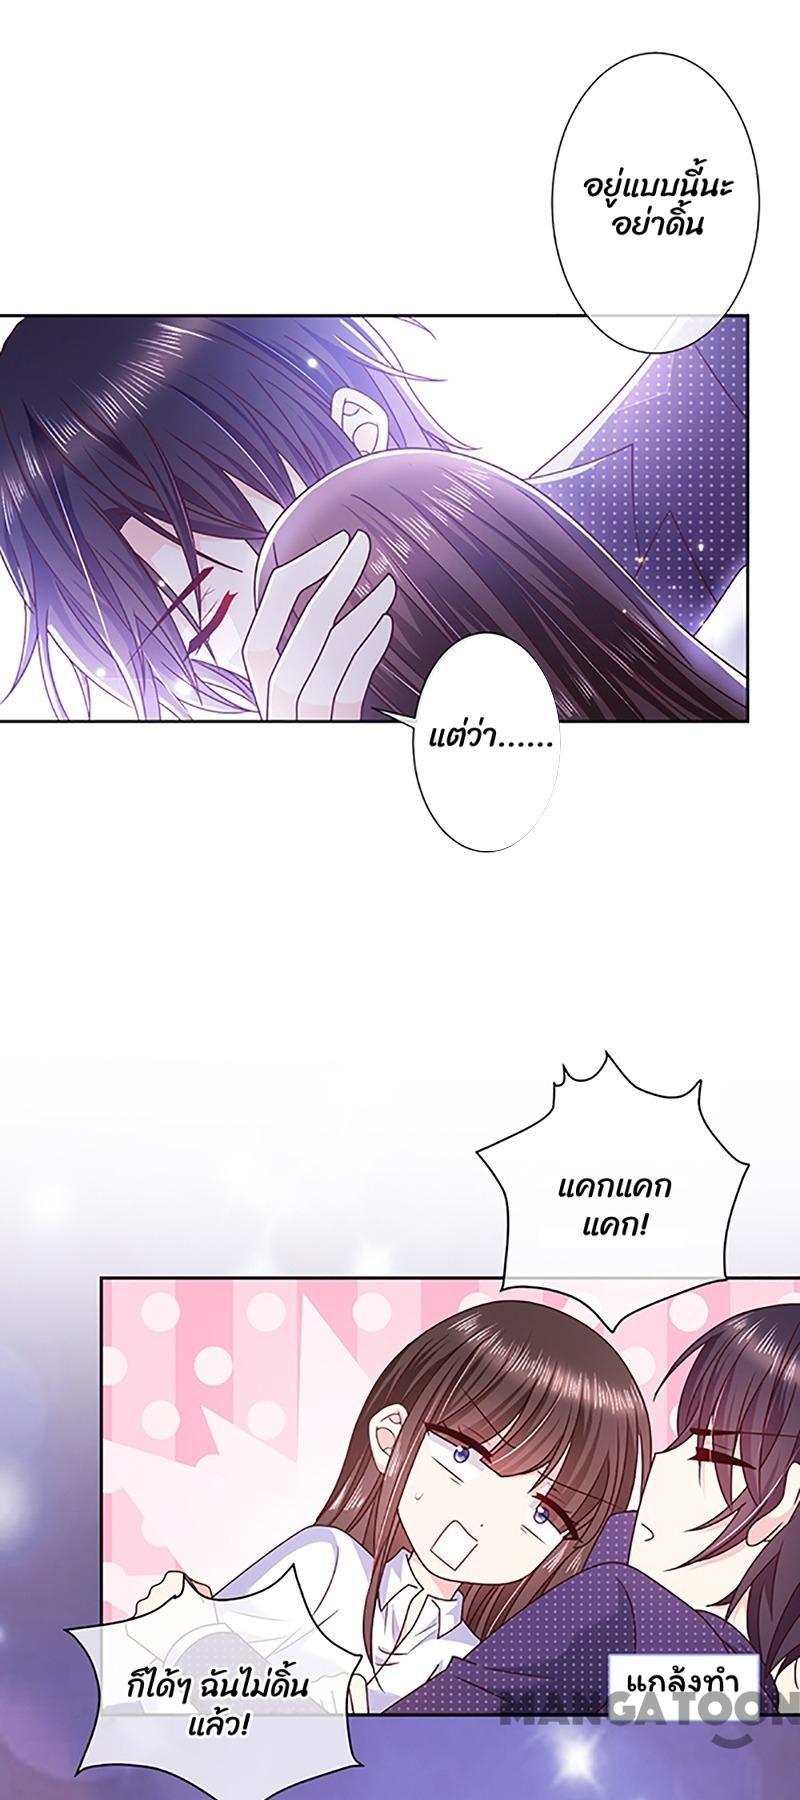 อยู่แบบนี้นะ
อย่าดิ้น
แต่ว่า......
แคกแคก
แคก!
ก็ได้ๆ ฉันไม่ดิ้น
แล้ว!
แกล้งทำ
MANGATOON